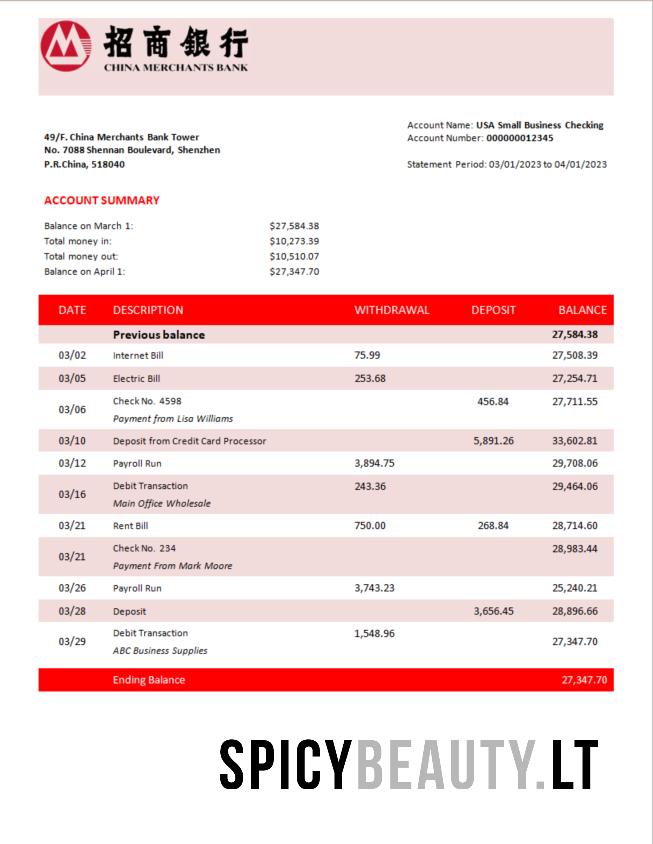 招商銀行
CHINA MERCHANTS BANK
Account Name: USA Small Business Checking
49/F. China Merchants Bank Tower
Account Number: 000000012345
No. 7088 Shennan Boulevard, Shenzhen
P.R.China, 518040
Statement Period: 03/01/2023 to 04/01/2023
ACCOUNT SUMMARY
Balance on March 1: $27,584.38
Total money in: $10,273.39
Total money out: $10,510.07
Balance on April 1: $27,347.70
DATE DESCRIPTION WITHDRAWAL DEPOSIT BALANCE
Previous balance 27,584.38
03/02 Internet Bill 75.99 27,508.39
03/05 Electric Bill 253.68 27,254.71
03/06 Check No. 4598 456.84 27,711.55
Payment from Lisa Williams
03/10 Deposit from Credit Card Processor 5,891.26 33,602.81
03/12 Payroll Run 3,894.75 29,708.06
03/16 Debit Transaction 243.36 29,464.06
Main Office Wholesale
03/21 Rent Bill 750.00 268.84 28,714.60
03/21 Check No. 234 28,983.44
Payment From Mark Moore
03/26 Payroll Run 3,743.23 25,240.21
03/28 Deposit 3,656.45 28,896.66
03/29 Debit Transaction 1,548.96 27,347.70
ABC Business Supplies
Ending Balance 27,347.70
SPICYBEAUTY.LT